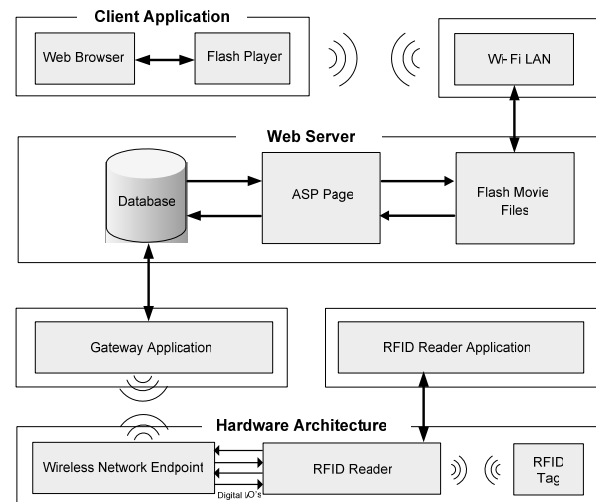 Client Application
Web Browser
Flash Player
Wi-Fi LAN
Web Server
Database
ASP Page
Flash Movie
Files
Gateway Application
RFID Reader Application
Hardware Architecture
Wireless Network Endpoint
Digital I/O's
RFID Reader
RFID
Tag